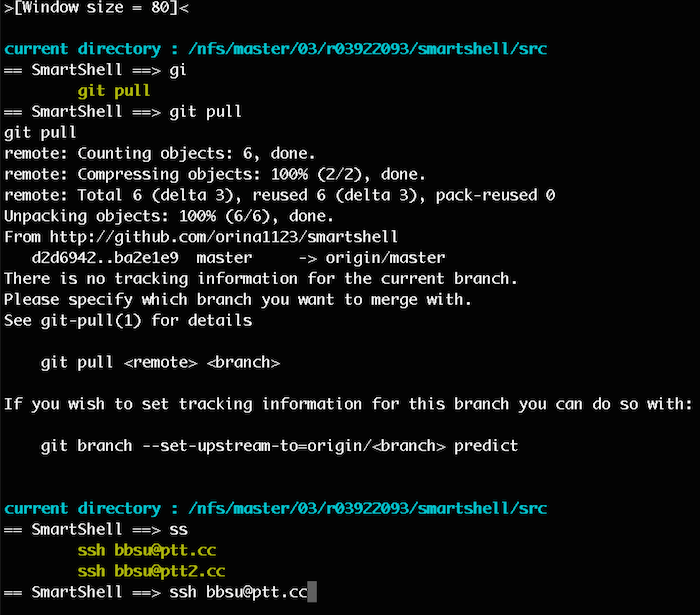 >[Window size = 80]<
current directory : /nfs/master/03/r03922093/smartshell/src
== SmartShell ==> gi
git pull
== SmartShell ==> git pull
git pull
remote: Counting objects: 6, done.
remote: Compressing objects: 100% (2/2), done.
remote: Total 6 (delta 3), reused 6 (delta 3), pack-reused 0
Unpacking objects: 100% (6/6), done.
From http://github.com/orina1123/smartshell
d2d6942..ba2e1e9  master     -> origin/master
There is no tracking information for the current branch.
Please specify which branch you want to merge with.
See git-pull(1) for details
git pull <remote> <branch>
If you wish to set tracking information for this branch you can do so with:
git branch --set-upstream-to=origin/<branch> predict
current directory : /nfs/master/03/r03922093/smartshell/src
== SmartShell ==> ss
ssh bbsu@ptt.cc
ssh bbsu@ptt2.cc
== SmartShell ==> ssh bbsu@ptt.cc